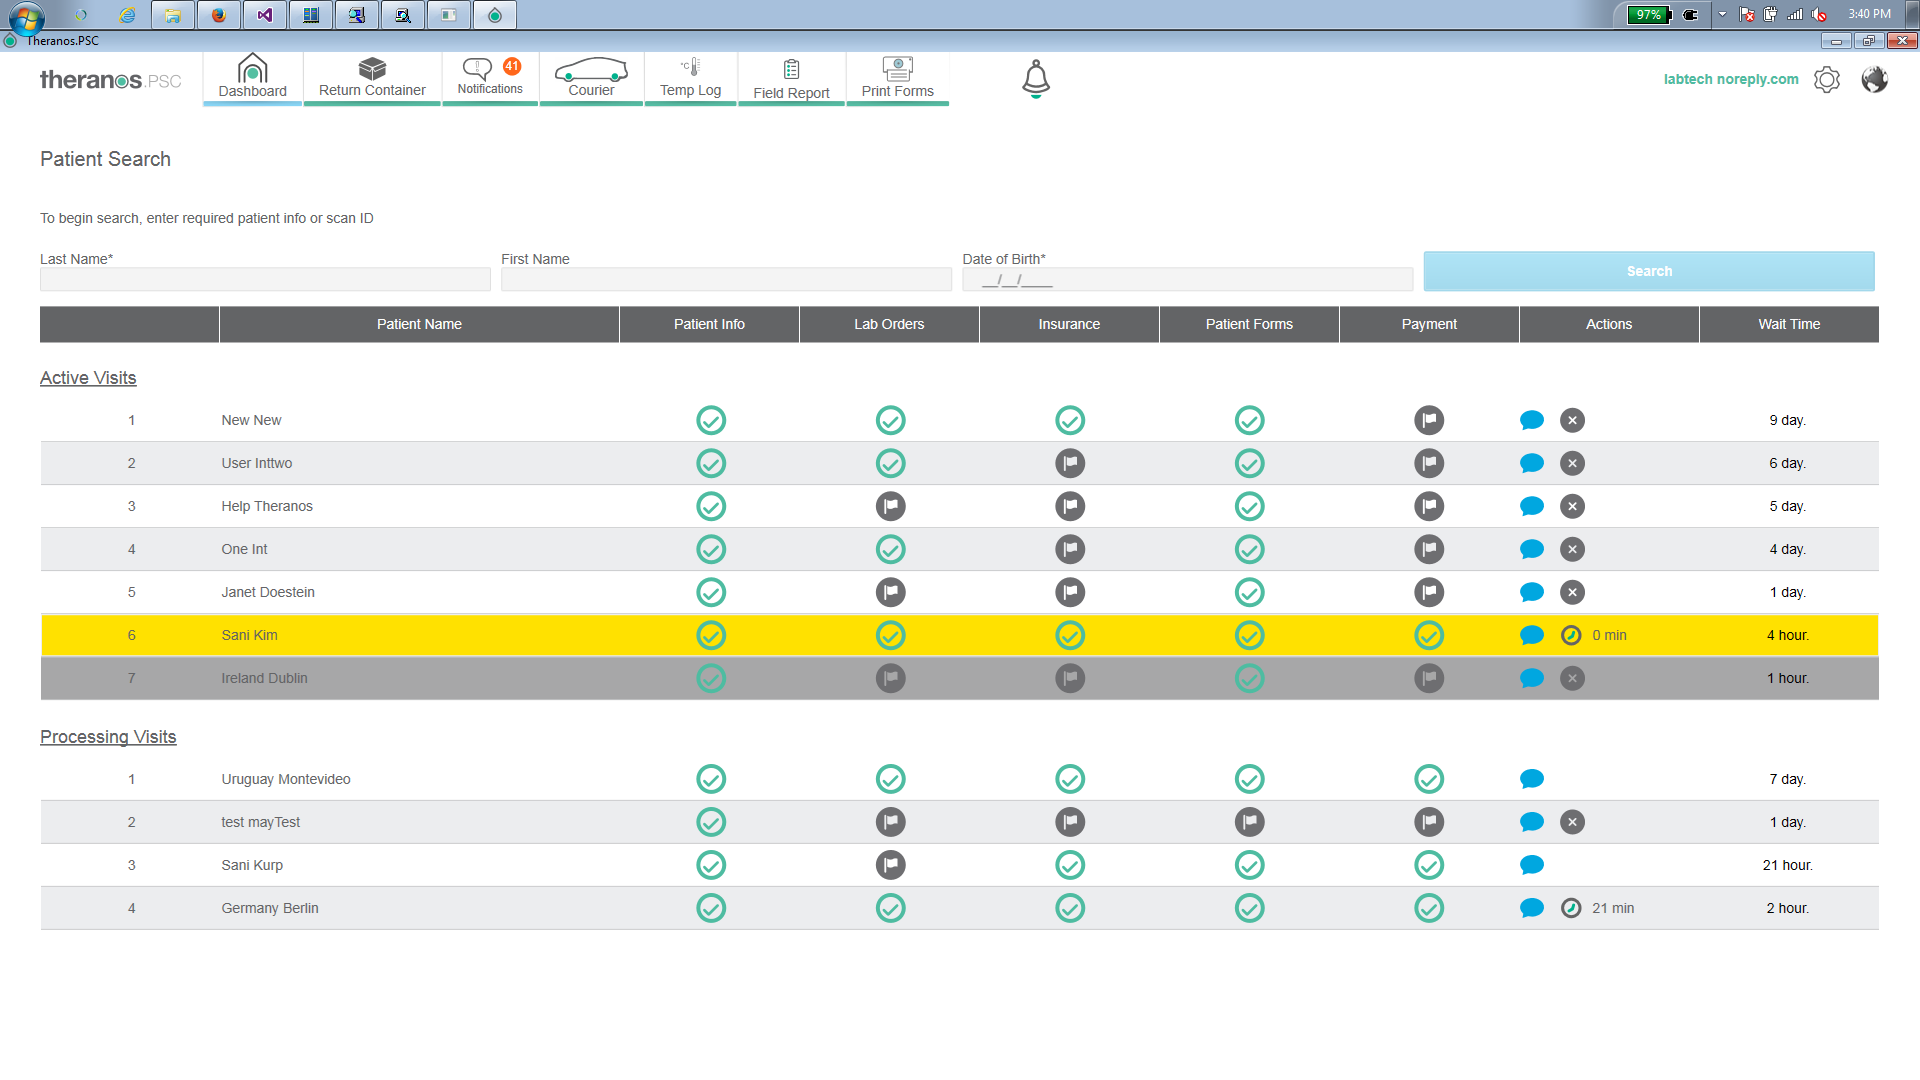 97% 3:40 PM
Theranos.PSC
theranos.PSC Dashboard Return Container Notifications 41 Courier °C Temp Log Field Report Print Forms labtech noreply.com
Patient Search
To begin search, enter required patient info or scan ID
Last Name* First Name Date of Birth*
__/__/____ Search
Patient Name Patient Info Lab Orders Insurance Patient Forms Payment Actions Wait Time
Active Visits
1 New New 9 day.
2 User Inttwo 6 day.
3 Help Theranos 5 day.
4 One Int 4 day.
5 Janet Doestein 1 day.
6 Sani Kim 0 min 4 hour.
7 Ireland Dublin 1 hour.
Processing Visits
1 Uruguay Montevideo 7 day.
2 test mayTest 1 day.
3 Sani Kurp 21 hour.
4 Germany Berlin 21 min 2 hour.